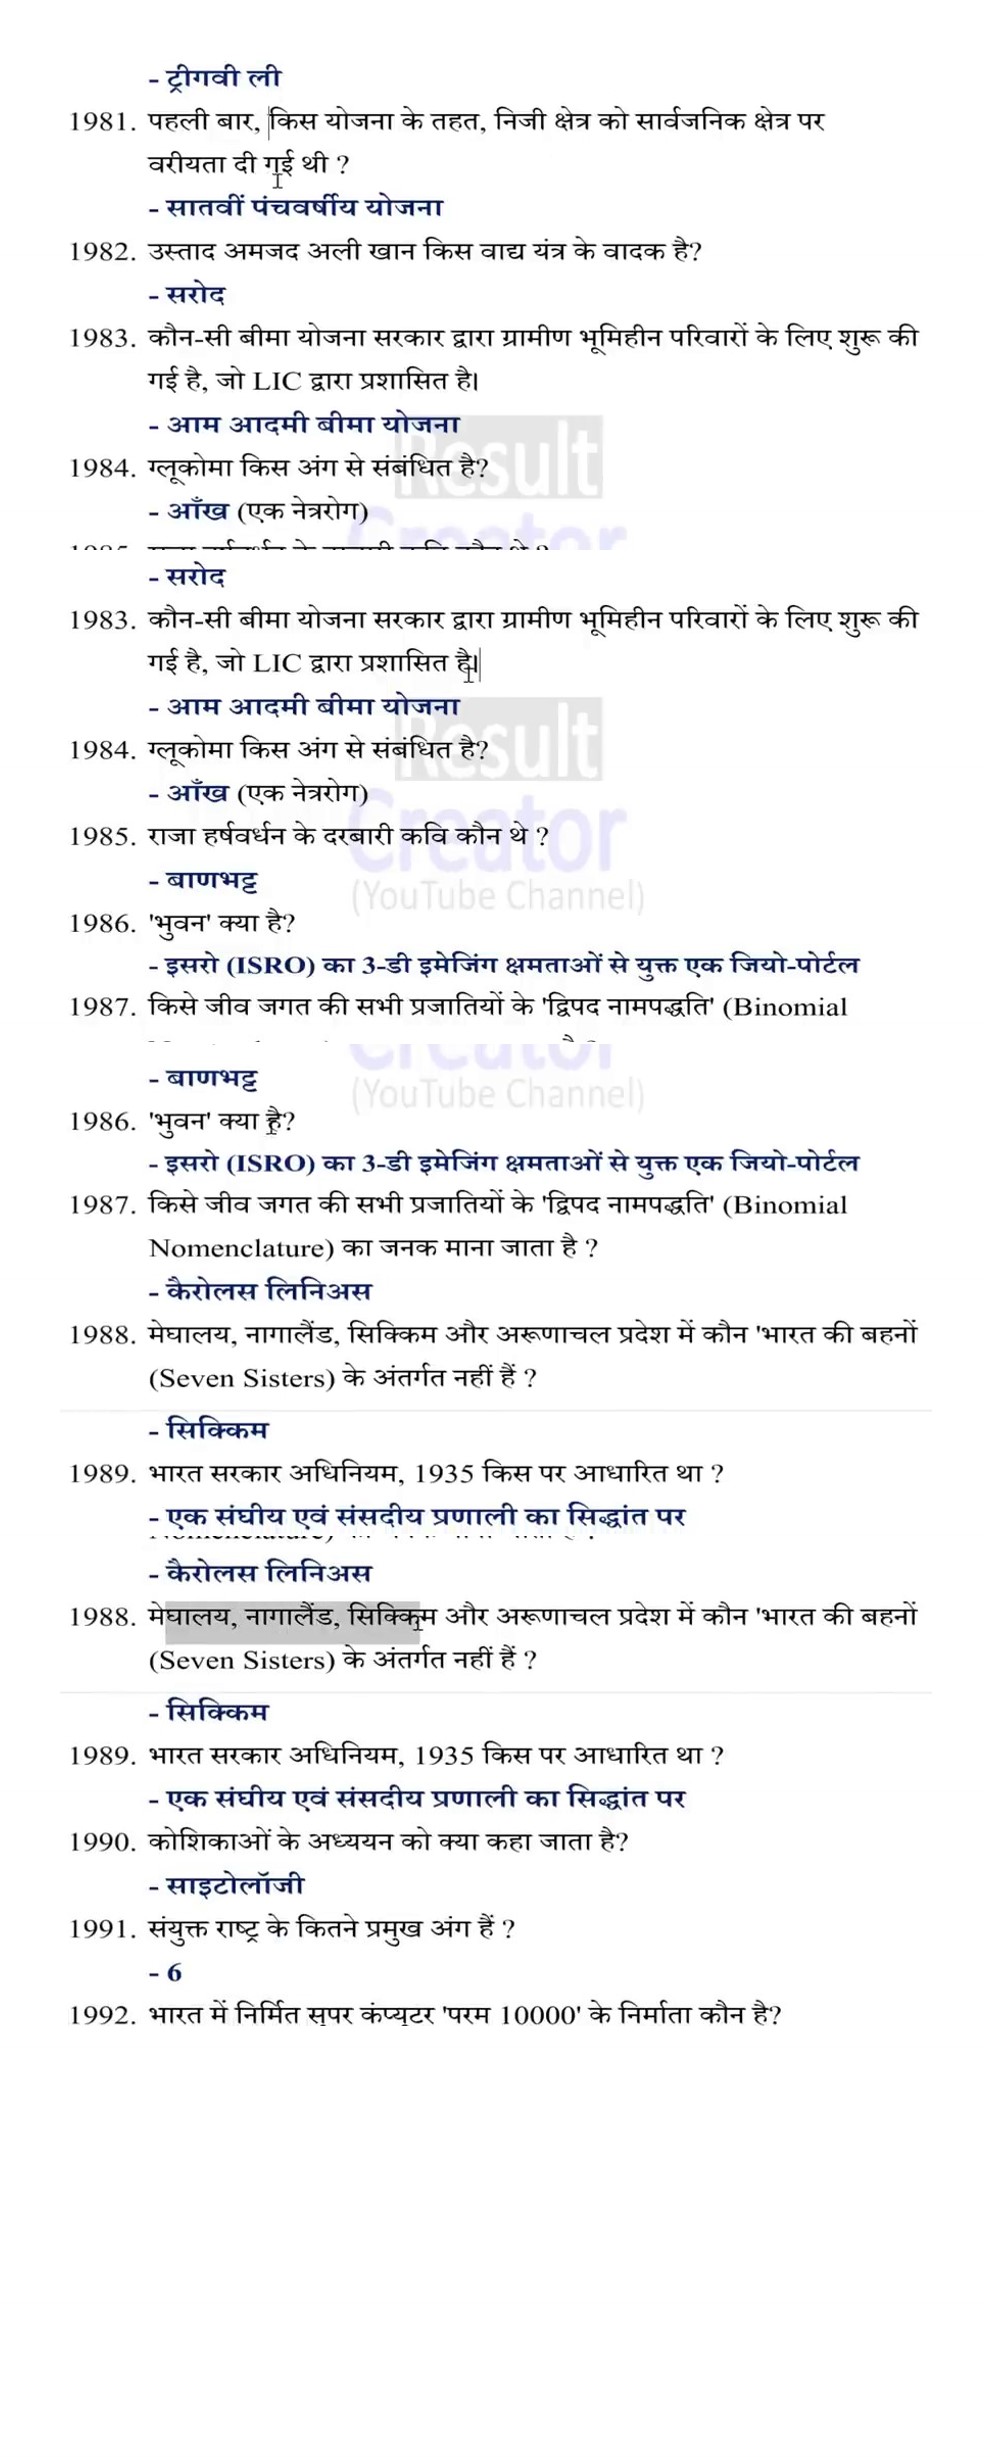 - ट्रीगवी ली
1981. पहली बार, किस योजना के तहत, निजी क्षेत्र को सार्वजनिक क्षेत्र पर
वरीयता दी गई थी ?
- सातवीं पंचवर्षीय योजना
1982. उस्ताद अमजद अली खान किस वाद्य यंत्र के वादक है?
- सरोद
1983. कौन-सी बीमा योजना सरकार द्वारा ग्रामीण भूमिहीन परिवारों के लिए शुरू की
गई है, जो LIC द्वारा प्रशासित है।
- आम आदमी बीमा योजना
Result
1984. ग्लूकोमा किस अंग से संबंधित है?
- आँख (एक नेत्ररोग)
Creator
- सरोद
1983. कौन-सी बीमा योजना सरकार द्वारा ग्रामीण भूमिहीन परिवारों के लिए शुरू की
गई है, जो LIC द्वारा प्रशासित है।
- आम आदमी बीमा योजना
Result
1984. ग्लूकोमा किस अंग से संबंधित है?
- आँख (एक नेत्ररोग)
Creator
1985. राजा हर्षवर्धन के दरबारी कवि कौन थे ?
- बाणभट्ट
(YouTube Channel)
1986. 'भुवन' क्या है?
- इसरो (ISRO) का 3-डी इमेजिंग क्षमताओं से युक्त एक जियो-पोर्टल
1987. किसे जीव जगत की सभी प्रजातियों के 'द्विपद नामपद्धति' (Binomial
Creator
- बाणभट्ट
(YouTube Channel)
1986. 'भुवन' क्या है?
- इसरो (ISRO) का 3-डी इमेजिंग क्षमताओं से युक्त एक जियो-पोर्टल
1987. किसे जीव जगत की सभी प्रजातियों के 'द्विपद नामपद्धति' (Binomial
Nomenclature) का जनक माना जाता है ?
- कैरोलस लिनिअस
1988. मेघालय, नागालैंड, सिक्किम और अरूणाचल प्रदेश में कौन 'भारत की बहनों
(Seven Sisters) के अंतर्गत नहीं हैं ?
- सिक्किम
1989. भारत सरकार अधिनियम, 1935 किस पर आधारित था ?
- एक संघीय एवं संसदीय प्रणाली का सिद्धांत पर
- कैरोलस लिनिअस
1988. मेघालय, नागालैंड, सिक्किम और अरूणाचल प्रदेश में कौन 'भारत की बहनों
(Seven Sisters) के अंतर्गत नहीं हैं ?
- सिक्किम
1989. भारत सरकार अधिनियम, 1935 किस पर आधारित था ?
- एक संघीय एवं संसदीय प्रणाली का सिद्धांत पर
1990. कोशिकाओं के अध्ययन को क्या कहा जाता है?
- साइटोलॉजी
1991. संयुक्त राष्ट्र के कितने प्रमुख अंग हैं ?
- 6
1992. भारत में निर्मित सुपर कंप्यूटर 'परम 10000' के निर्माता कौन है?